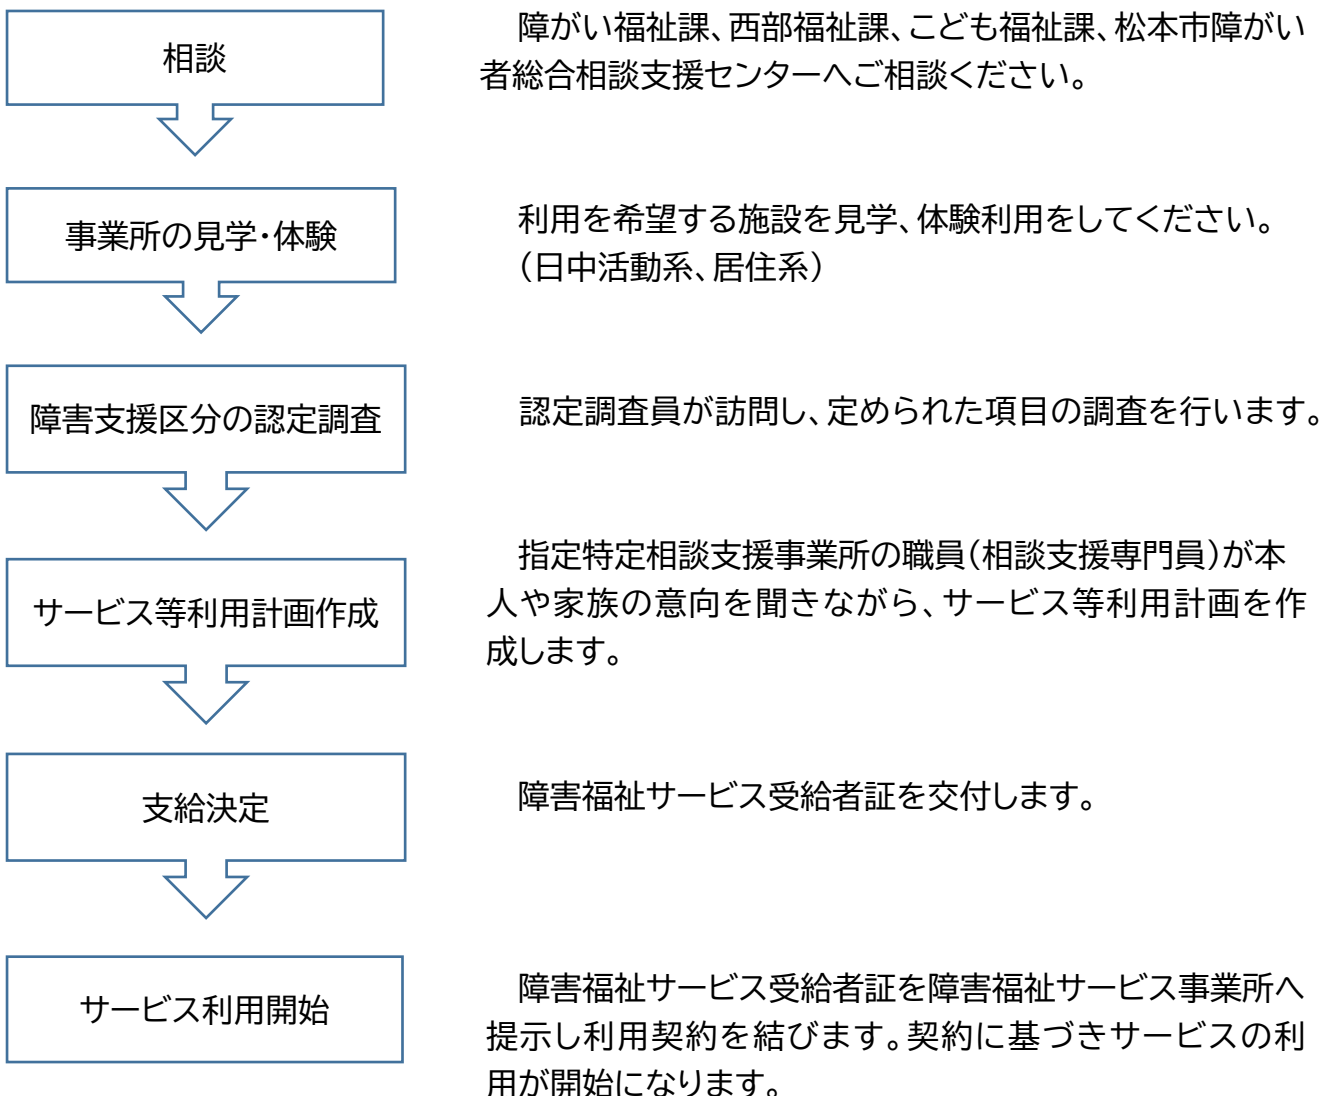 相談
障がい福祉課、西部福祉課、こども福祉課、松本市障がい
者総合相談支援センターへご相談ください。
事業所の見学・体験
利用を希望する施設を見学、体験利用をしてください。
（日中活動系、居住系）
障害支援区分の認定調査
認定調査員が訪問し、定められた項目の調査を行います。
サービス等利用計画作成
指定特定相談支援事業所の職員（相談支援専門員）が本
人や家族の意向を聞きながら、サービス等利用計画を作
成します。
支給決定
障害福祉サービス受給者証を交付します。
サービス利用開始
障害福祉サービス受給者証を障害福祉サービス事業所へ
提示し利用契約を結びます。契約に基づきサービスの利
用が開始になります。